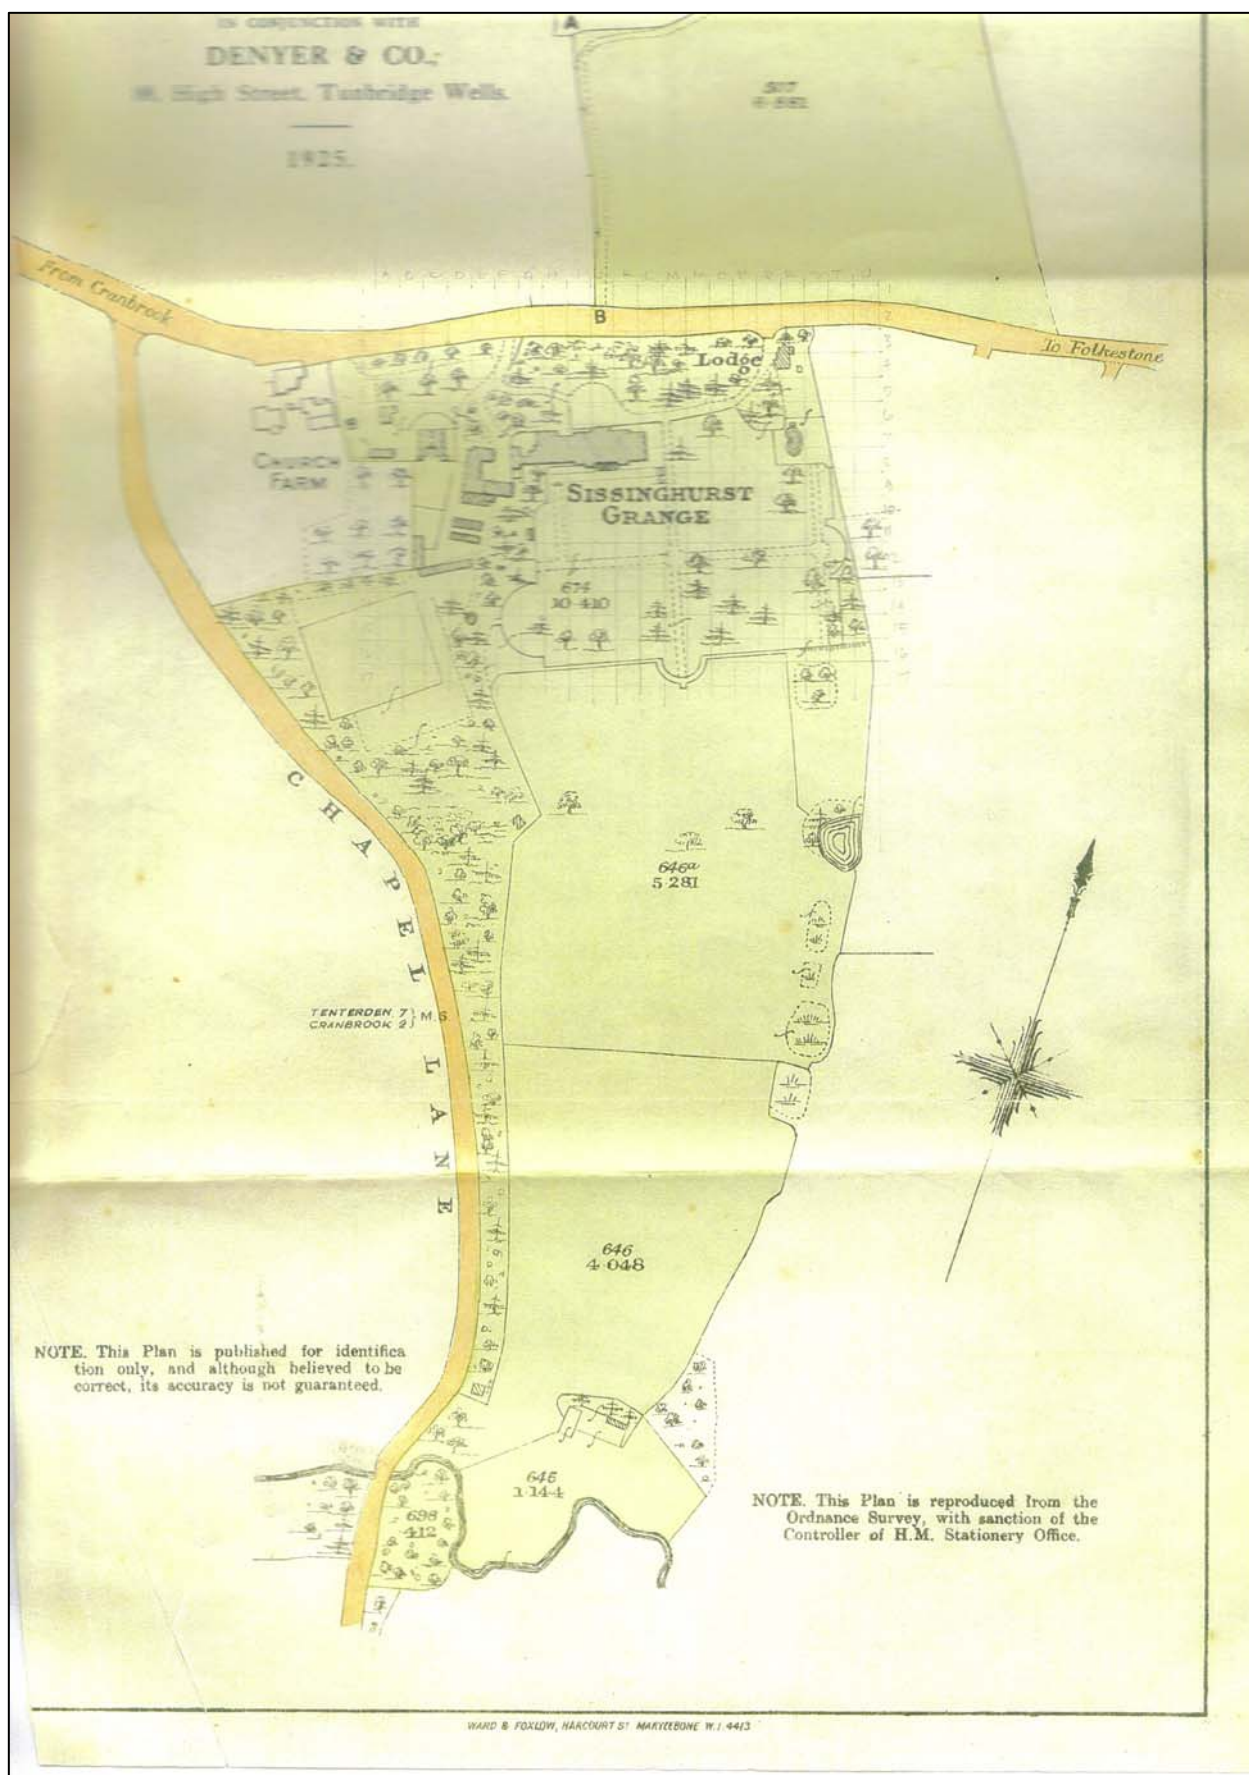 IN CONJUNCTION WITH
DENYER & CO.,
High Street, Tunbridge Wells.
1925.
A
From Cranbrook
B
To Folkestone
Lodge
CHURCH
FARM
SISSINGHURST
GRANGE
674
10·410
646a
5·281
CHAPEL LANE
TENTERDEN 7
CRANBROOK 2
M.S.
646
4·048
NOTE. This Plan is published for identifica
tion only, and although believed to be
correct, its accuracy is not guaranteed.
1·144
698
·412
NOTE. This Plan is reproduced from the
Ordnance Survey, with sanction of the
Controller of H.M. Stationery Office.
WARD & FOXLOW, HARCOURT ST. MARYLEBONE W.1. 4413